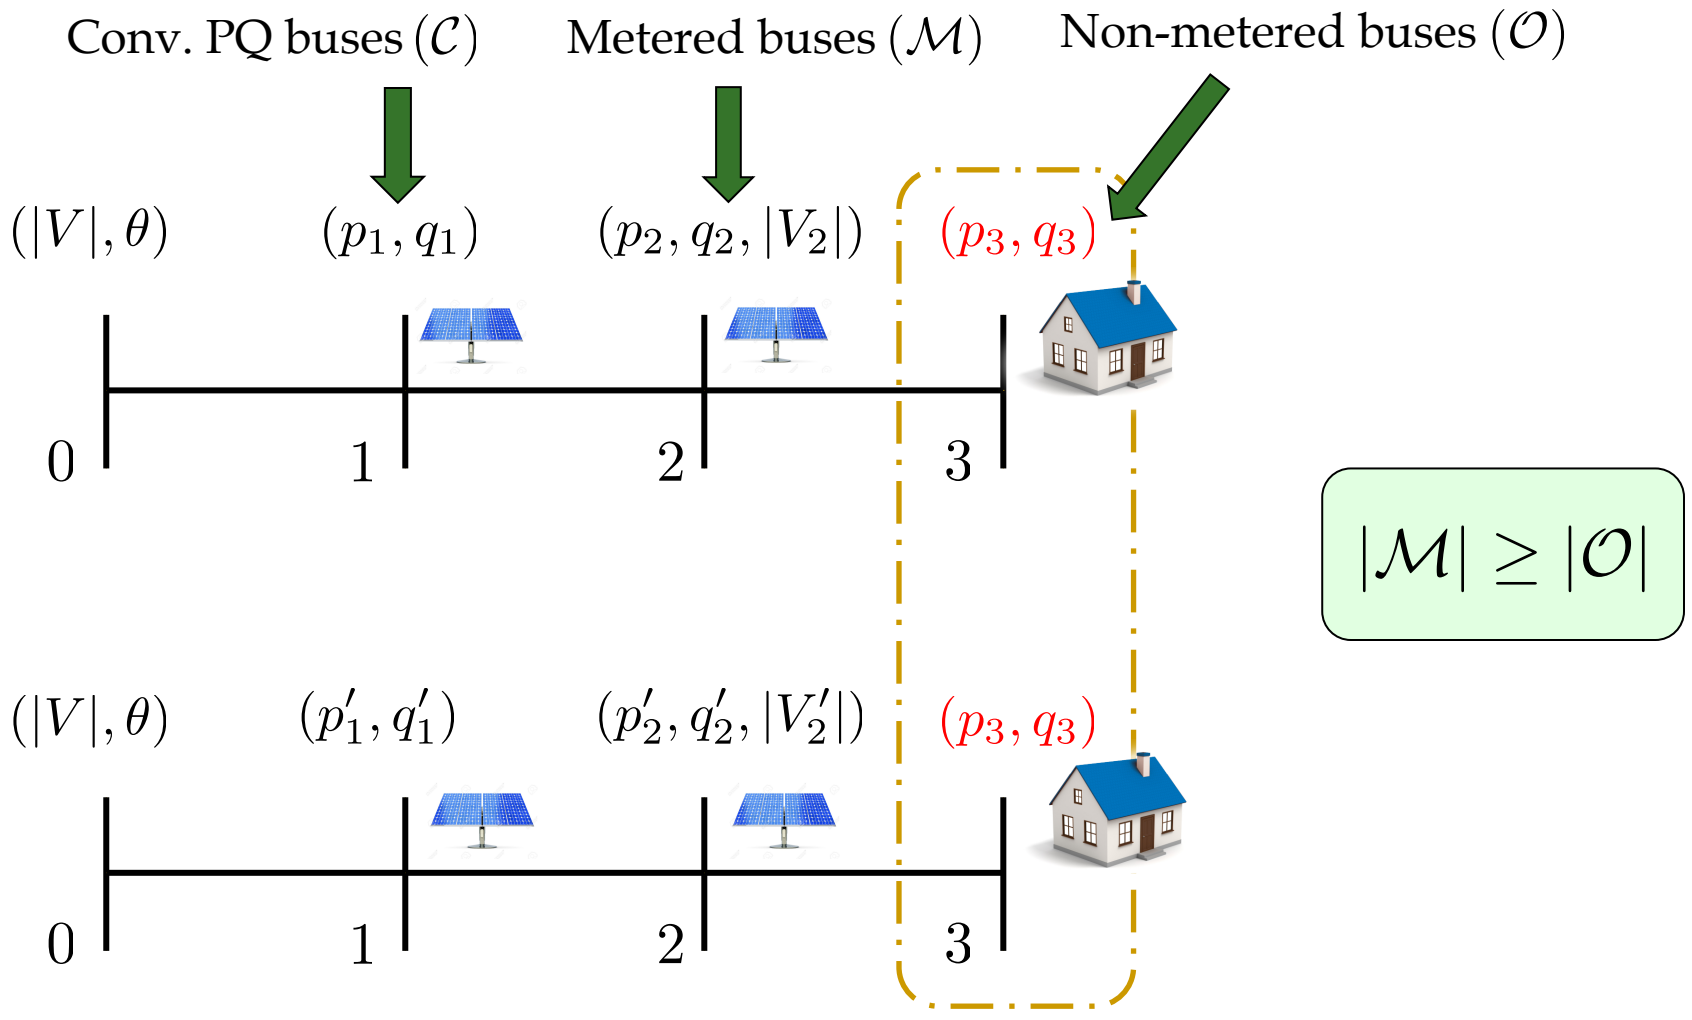 Conv. PQ buses (𝒞) Metered buses (ℳ) Non-metered buses (𝒪)
(|V|, θ) (p₁, q₁) (p₂, q₂, |V₂|) (p₃, q₃)
0 1 2 3
|ℳ| ≥ |𝒪|
(|V|, θ) (p′₁, q′₁) (p′₂, q′₂, |V′₂|) (p₃, q₃)
0 1 2 3